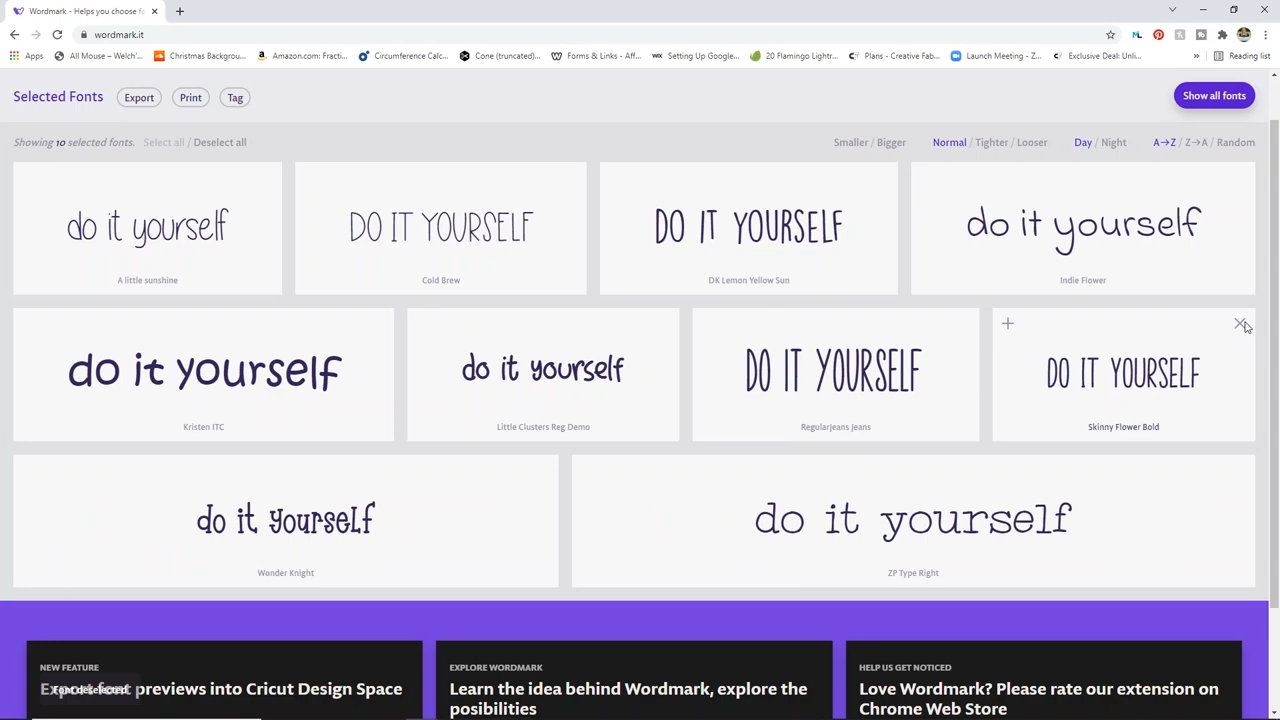 Wordmark - Helps you choose fo
wordmark.it
Apps
All Mouse – Welch'...
Christmas Backgrou...
Amazon.com: Fracti...
Circumference Calc...
Cone (truncated)...
Forms & Links - Aff...
Setting Up Google...
20 Flamingo Lightr...
Plans - Creative Fab...
Launch Meeting - Z...
Exclusive Deal: Unli...
Reading list
Selected Fonts Export Print Tag Show all fonts
Showing 10 selected fonts. Select all / Deselect all Smaller / Bigger Normal / Tighter / Looser Day / Night A→Z / Z→A / Random
do it yourself
A little sunshine
DO IT YOURSELF
Cold Brew
DO IT YOURSELF
DK Lemon Yellow Sun
do it yourself
Indie Flower
do it yourself
Kristen ITC
do it yourself
Little Clusters Reg Demo
DO IT YOURSELF
RegularJeans Jeans
DO IT YOURSELF
Skinny Flower Bold
do it yourself
Wonder Knight
do it yourself
ZP Type Right
NEW FEATURE
Export font previews into Cricut Design Space
Font deselected
EXPLORE WORDMARK
Learn the idea behind Wordmark, explore the
posibilities
HELP US GET NOTICED
Love Wordmark? Please rate our extension on
Chrome Web Store